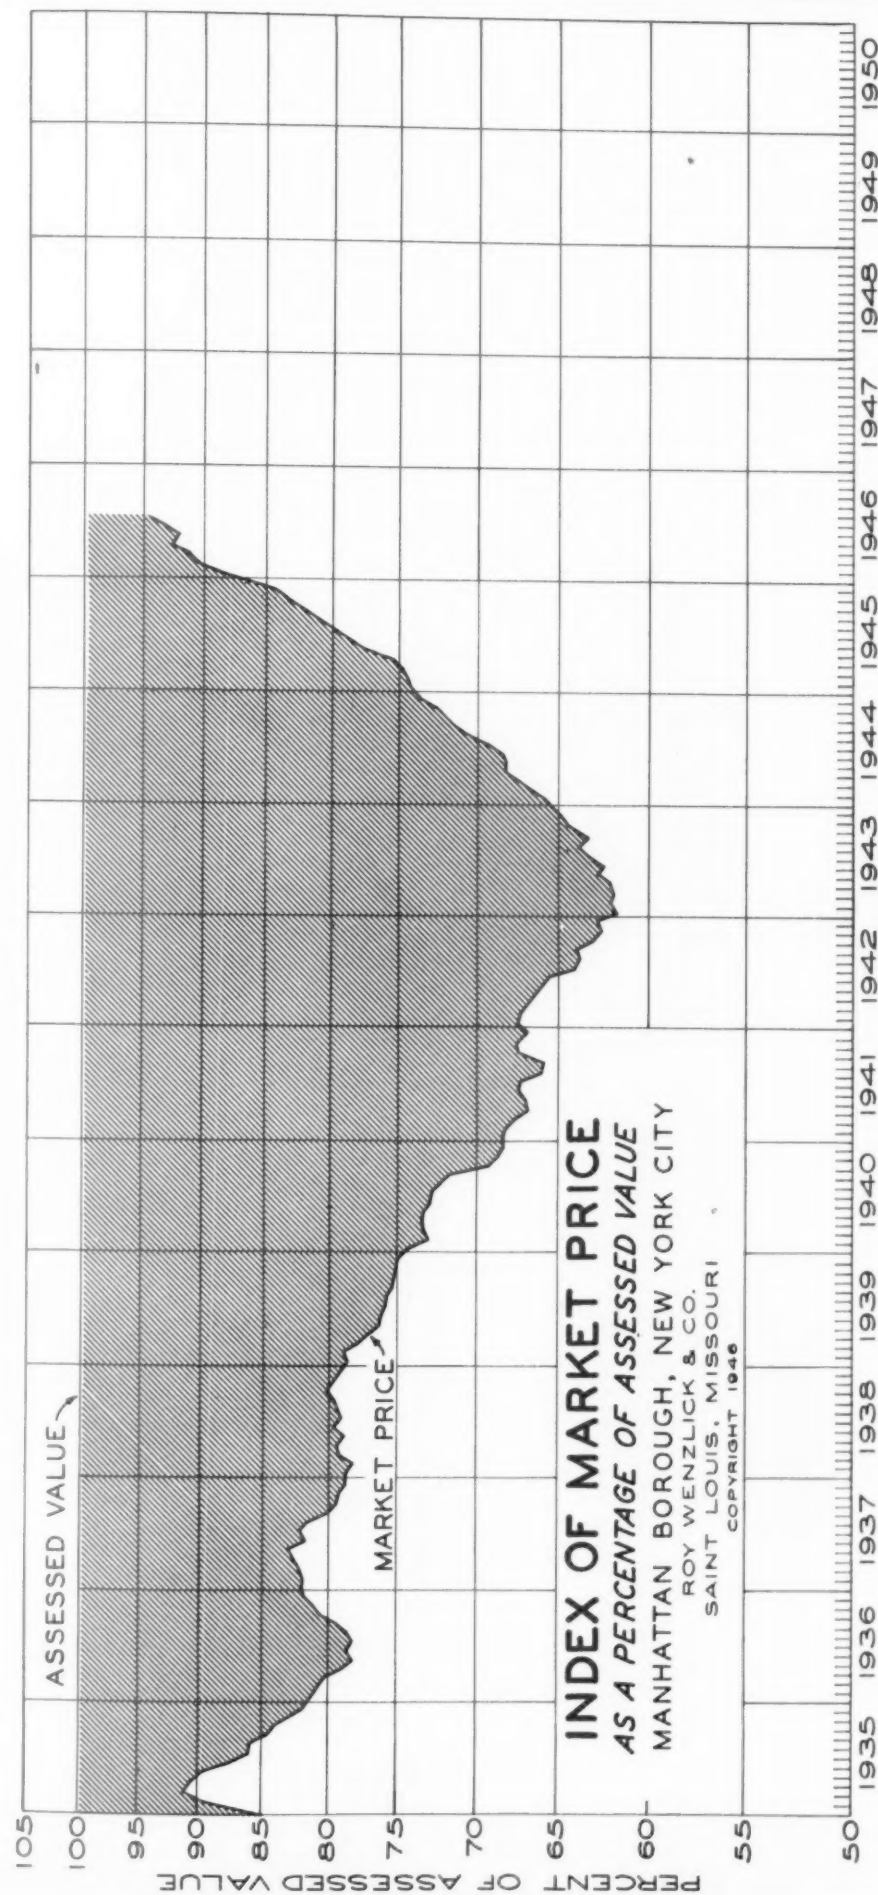 INDEX OF MARKET PRICE
AS A PERCENTAGE OF ASSESSED VALUE
MANHATTAN BOROUGH, NEW YORK CITY
ROY WENZLICK & CO.
SAINT LOUIS, MISSOURI
COPYRIGHT 1946
ASSESSED VALUE
MARKET PRICE
PERCENT OF ASSESSED VALUE
105
100
95
90
85
80
75
70
65
60
55
50
1935 1936 1937 1938 1939 1940 1941 1942 1943 1944 1945 1946 1947 1948 1949 1950